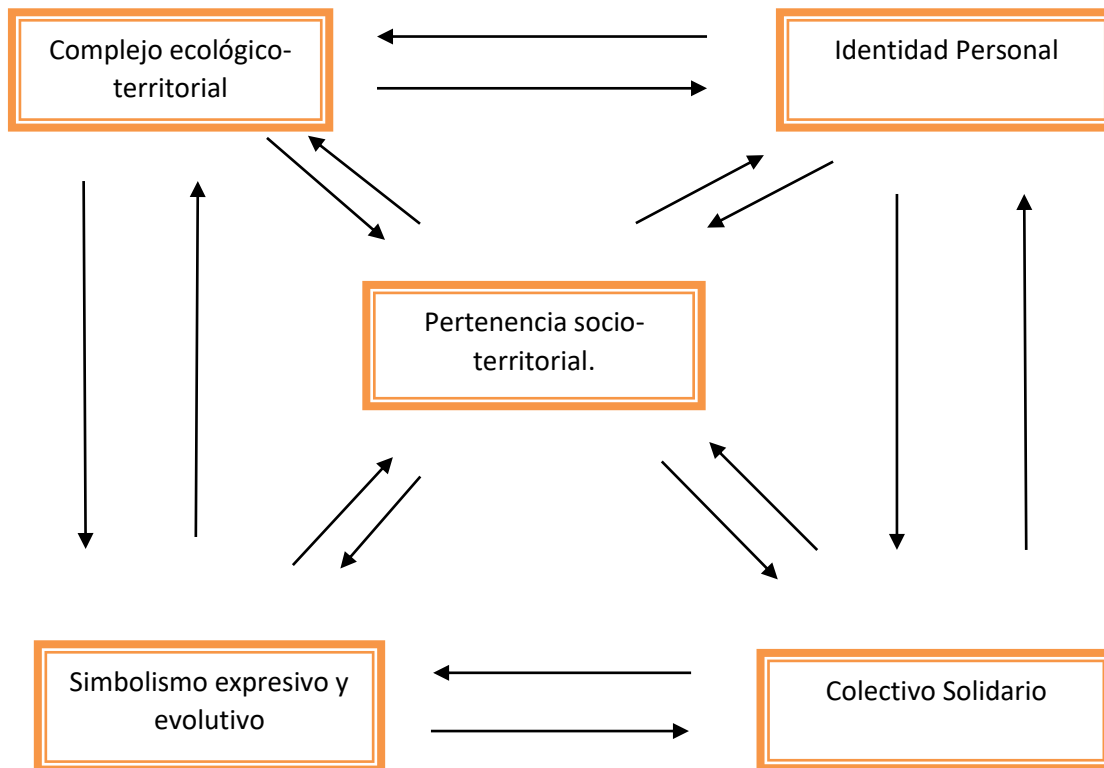 Complejo ecológico-
territorial
Identidad Personal
Pertenencia socio-
territorial.
Simbolismo expresivo y
evolutivo
Colectivo Solidario